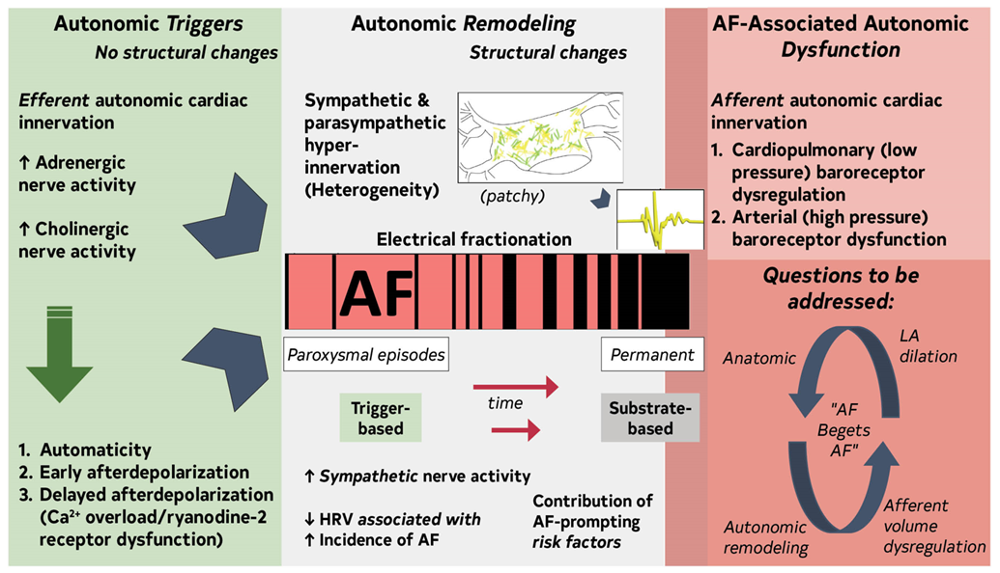 Autonomic Triggers
No structural changes
Efferent autonomic cardiac
innervation
↑ Adrenergic
nerve activity
↑ Cholinergic
nerve activity
1. Automaticity
2. Early afterdepolarization
3. Delayed afterdepolarization
(Ca²⁺ overload/ryanodine-2
receptor dysfunction)
Autonomic Remodeling
Structural changes
Sympathetic &
parasympathetic
hyper-
innervation
(Heterogeneity)
(patchy)
Electrical fractionation
AF
Paroxysmal episodes
Permanent
time
Trigger-
based
Substrate-
based
↑ Sympathetic nerve activity
↓ HRV associated with
↑ Incidence of AF
Contribution of
AF-prompting
risk factors
AF-Associated Autonomic
Dysfunction
Afferent autonomic cardiac
innervation
1. Cardiopulmonary (low
pressure) baroreceptor
dysregulation
2. Arterial (high pressure)
baroreceptor dysfunction
Questions to be
addressed:
Anatomic
LA
dilation
"AF
Begets
AF"
Autonomic
remodeling
Afferent
volume
dysregulation